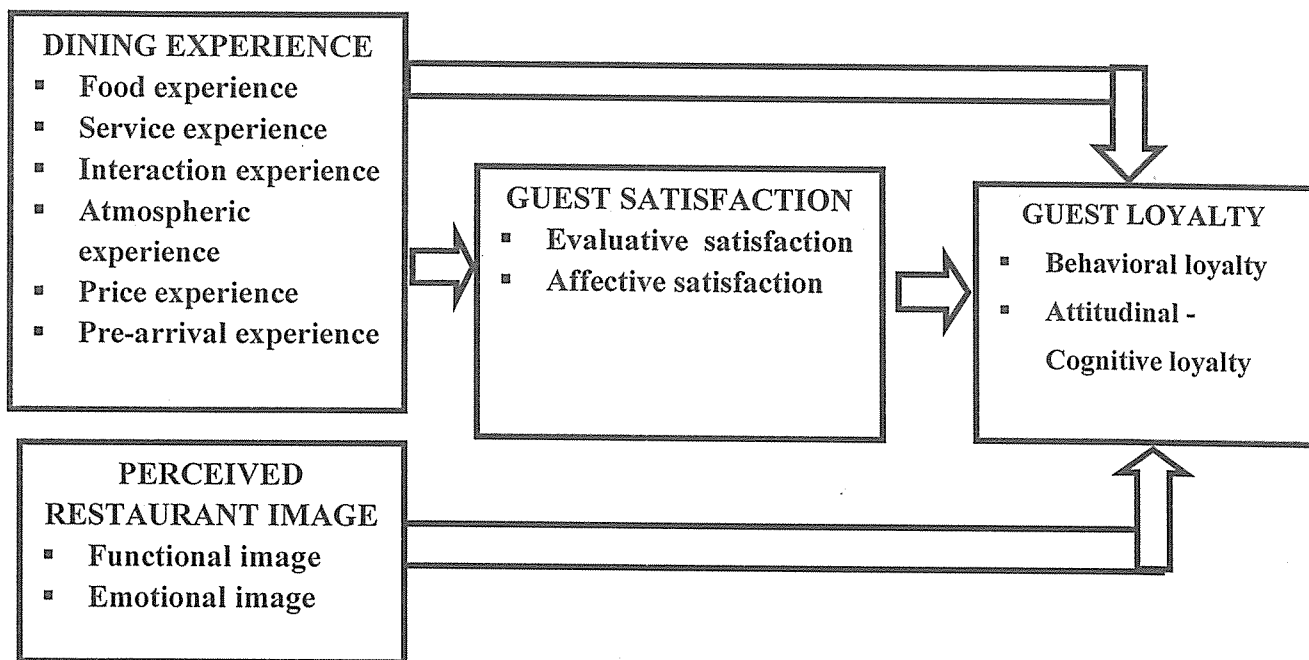 DINING EXPERIENCE
▪ Food experience
▪ Service experience
▪ Interaction experience
▪ Atmospheric
experience
▪ Price experience
▪ Pre-arrival experience
GUEST SATISFACTION
▪ Evaluative satisfaction
▪ Affective satisfaction
GUEST LOYALTY
▪ Behavioral loyalty
▪ Attitudinal -
Cognitive loyalty
PERCEIVED
RESTAURANT IMAGE
▪ Functional image
▪ Emotional image